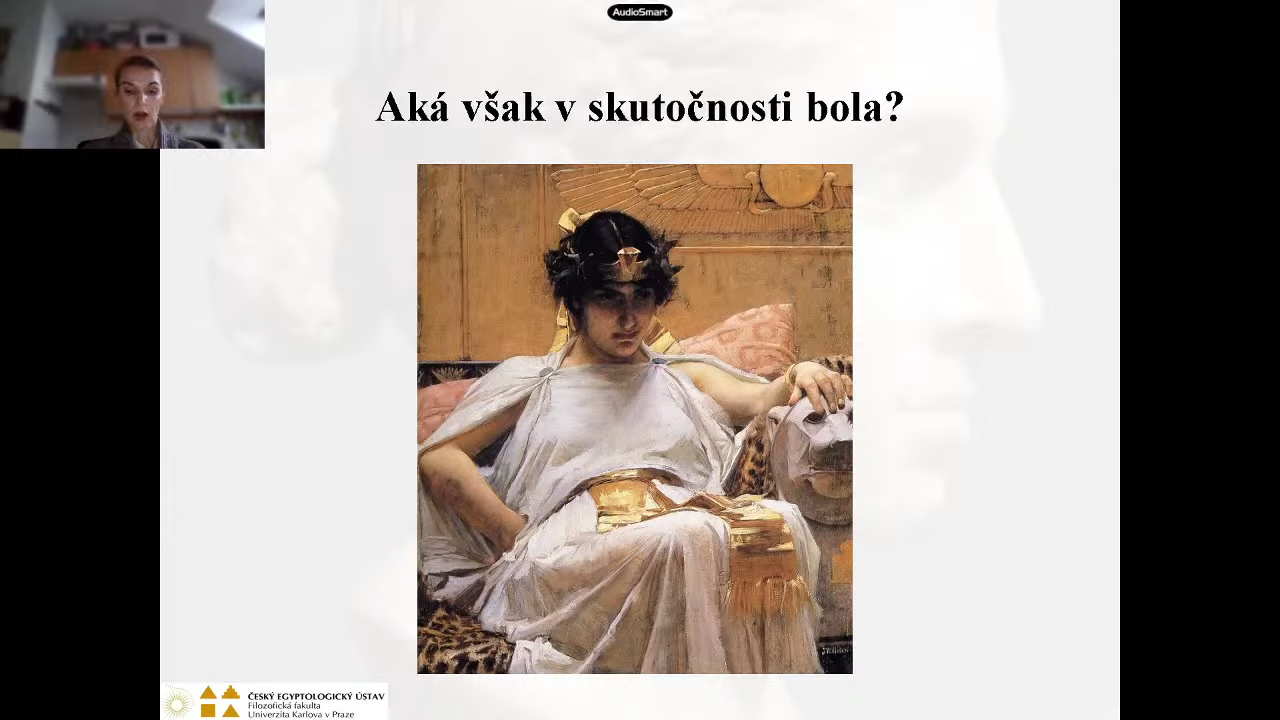 AudioSmart
Aká však v skutočnosti bola?
ČESKÝ EGYPTOLOGICKÝ ÚSTAV
Filozofická fakulta
Univerzita Karlova v Praze